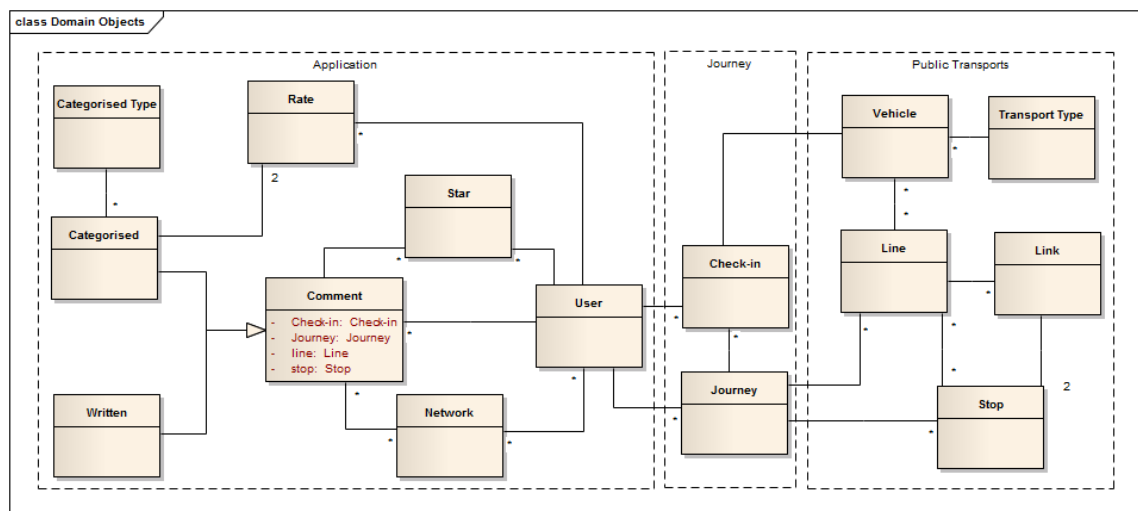 class Domain Objects
Application
Journey
Public Transports
Categorised Type
Rate
Vehicle
Transport Type
*
*
*
2
*
Star
*
*
Categorised
Line
Link
Check-in
*
*
*
Comment
User
- Check-in: Check-in
- Journey: Journey
- line: Line
- stop: Stop
*
*
*
*
*
*
*
Journey
2
Stop
*
*
Written
Network
*
*
*
*